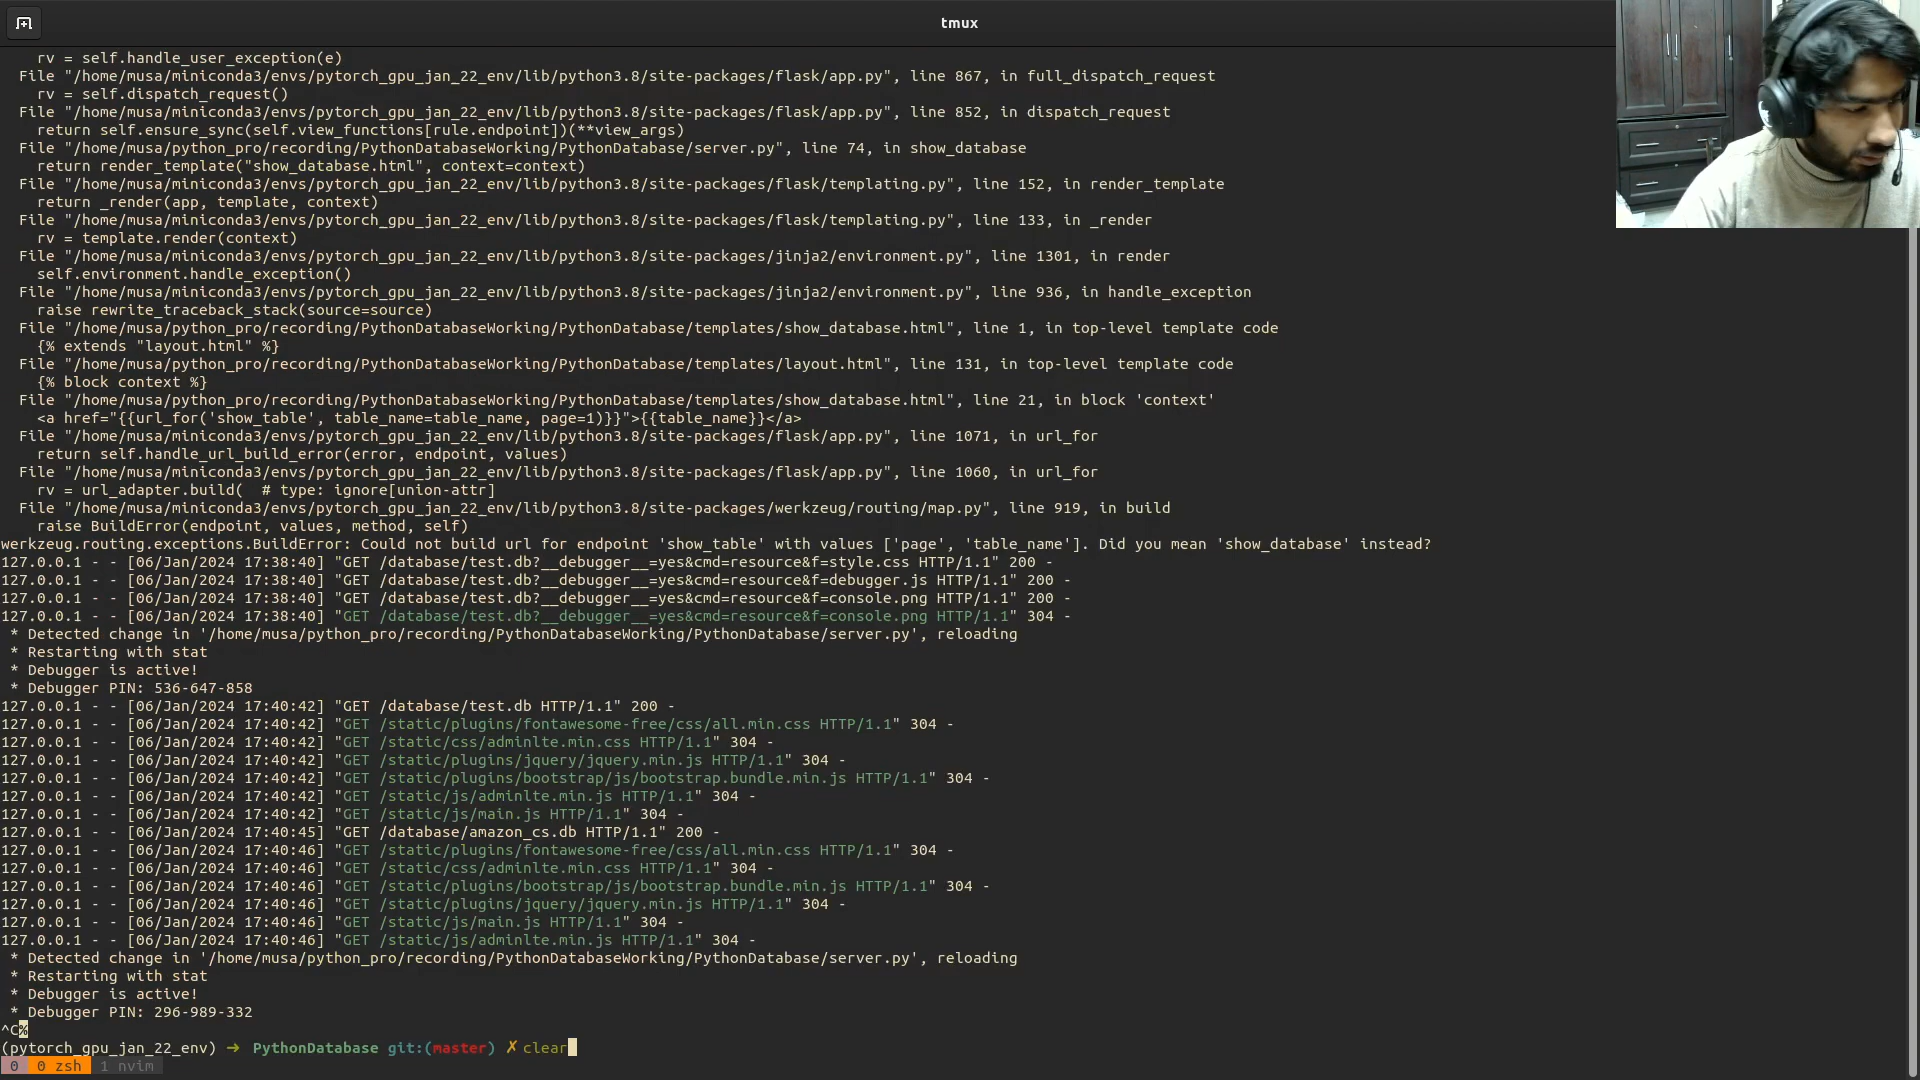 tmux
rv = self.handle_user_exception(e)
File "/home/musa/miniconda3/envs/pytorch_gpu_jan_22_env/lib/python3.8/site-packages/flask/app.py", line 867, in full_dispatch_request
rv = self.dispatch_request()
File "/home/musa/miniconda3/envs/pytorch_gpu_jan_22_env/lib/python3.8/site-packages/flask/app.py", line 852, in dispatch_request
return self.ensure_sync(self.view_functions[rule.endpoint])(**view_args)
File "/home/musa/python_pro/recording/PythonDatabaseWorking/PythonDatabase/server.py", line 74, in show_database
return render_template("show_database.html", context=context)
File "/home/musa/miniconda3/envs/pytorch_gpu_jan_22_env/lib/python3.8/site-packages/flask/templating.py", line 152, in render_template
return _render(app, template, context)
File "/home/musa/miniconda3/envs/pytorch_gpu_jan_22_env/lib/python3.8/site-packages/flask/templating.py", line 133, in _render
rv = template.render(context)
File "/home/musa/miniconda3/envs/pytorch_gpu_jan_22_env/lib/python3.8/site-packages/jinja2/environment.py", line 1301, in render
self.environment.handle_exception()
File "/home/musa/miniconda3/envs/pytorch_gpu_jan_22_env/lib/python3.8/site-packages/jinja2/environment.py", line 936, in handle_exception
raise rewrite_traceback_stack(source=source)
File "/home/musa/python_pro/recording/PythonDatabaseWorking/PythonDatabase/templates/show_database.html", line 1, in top-level template code
{% extends "layout.html" %}
File "/home/musa/python_pro/recording/PythonDatabaseWorking/PythonDatabase/templates/layout.html", line 131, in top-level template code
{% block context %}
File "/home/musa/python_pro/recording/PythonDatabaseWorking/PythonDatabase/templates/show_database.html", line 21, in block 'context'
<a href="{{url_for('show_table', table_name=table_name, page=1)}}">{{table_name}}</a>
File "/home/musa/miniconda3/envs/pytorch_gpu_jan_22_env/lib/python3.8/site-packages/flask/app.py", line 1071, in url_for
return self.handle_url_build_error(error, endpoint, values)
File "/home/musa/miniconda3/envs/pytorch_gpu_jan_22_env/lib/python3.8/site-packages/flask/app.py", line 1060, in url_for
rv = url_adapter.build(  # type: ignore[union-attr]
File "/home/musa/miniconda3/envs/pytorch_gpu_jan_22_env/lib/python3.8/site-packages/werkzeug/routing/map.py", line 919, in build
raise BuildError(endpoint, values, method, self)
werkzeug.routing.exceptions.BuildError: Could not build url for endpoint 'show_table' with values ['page', 'table_name']. Did you mean 'show_database' instead?
127.0.0.1 - - [06/Jan/2024 17:38:40] "GET /database/test.db?__debugger__=yes&cmd=resource&f=style.css HTTP/1.1" 200 -
127.0.0.1 - - [06/Jan/2024 17:38:40] "GET /database/test.db?__debugger__=yes&cmd=resource&f=debugger.js HTTP/1.1" 200 -
127.0.0.1 - - [06/Jan/2024 17:38:40] "GET /database/test.db?__debugger__=yes&cmd=resource&f=console.png HTTP/1.1" 200 -
127.0.0.1 - - [06/Jan/2024 17:38:40] "GET /database/test.db?__debugger__=yes&cmd=resource&f=console.png HTTP/1.1" 304 -
* Detected change in '/home/musa/python_pro/recording/PythonDatabaseWorking/PythonDatabase/server.py', reloading
* Restarting with stat
* Debugger is active!
* Debugger PIN: 536-647-858
127.0.0.1 - - [06/Jan/2024 17:40:42] "GET /database/test.db HTTP/1.1" 200 -
127.0.0.1 - - [06/Jan/2024 17:40:42] "GET /static/plugins/fontawesome-free/css/all.min.css HTTP/1.1" 304 -
127.0.0.1 - - [06/Jan/2024 17:40:42] "GET /static/css/adminlte.min.css HTTP/1.1" 304 -
127.0.0.1 - - [06/Jan/2024 17:40:42] "GET /static/plugins/jquery/jquery.min.js HTTP/1.1" 304 -
127.0.0.1 - - [06/Jan/2024 17:40:42] "GET /static/plugins/bootstrap/js/bootstrap.bundle.min.js HTTP/1.1" 304 -
127.0.0.1 - - [06/Jan/2024 17:40:42] "GET /static/js/adminlte.min.js HTTP/1.1" 304 -
127.0.0.1 - - [06/Jan/2024 17:40:42] "GET /static/js/main.js HTTP/1.1" 304 -
127.0.0.1 - - [06/Jan/2024 17:40:45] "GET /database/amazon_cs.db HTTP/1.1" 200 -
127.0.0.1 - - [06/Jan/2024 17:40:46] "GET /static/plugins/fontawesome-free/css/all.min.css HTTP/1.1" 304 -
127.0.0.1 - - [06/Jan/2024 17:40:46] "GET /static/css/adminlte.min.css HTTP/1.1" 304 -
127.0.0.1 - - [06/Jan/2024 17:40:46] "GET /static/plugins/bootstrap/js/bootstrap.bundle.min.js HTTP/1.1" 304 -
127.0.0.1 - - [06/Jan/2024 17:40:46] "GET /static/plugins/jquery/jquery.min.js HTTP/1.1" 304 -
127.0.0.1 - - [06/Jan/2024 17:40:46] "GET /static/js/main.js HTTP/1.1" 304 -
127.0.0.1 - - [06/Jan/2024 17:40:46] "GET /static/js/adminlte.min.js HTTP/1.1" 304 -
* Detected change in '/home/musa/python_pro/recording/PythonDatabaseWorking/PythonDatabase/server.py', reloading
* Restarting with stat
* Debugger is active!
* Debugger PIN: 296-989-332
^C%
(pytorch_gpu_jan_22_env) ➜ PythonDatabase git:(master) ✗ clear
0 0 zsh 1 nvim